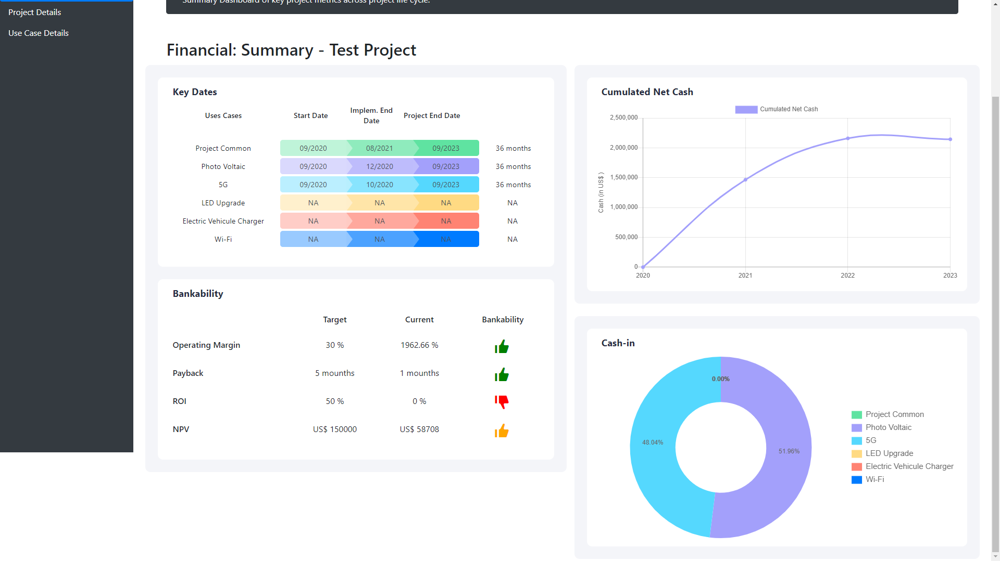 Summary Dashboard of key project metrics across project life cycle.
Project Details
Use Case Details
Financial: Summary - Test Project
Key Dates
Uses Cases
Start Date
Implem. End
Date
Project End Date
Project Common 09/2020 08/2021 09/2023 36 months
Photo Voltaic 09/2020 12/2020 09/2023 36 months
5G 09/2020 10/2020 09/2023 36 months
LED Upgrade NA NA NA NA
Electric Vehicule Charger NA NA NA NA
Wi-Fi NA NA NA NA
Bankability
Target Current Bankability
Operating Margin 30 % 1962.66 %
Payback 5 mounths 1 mounths
ROI 50 % 0 %
NPV US$ 150000 US$ 58708
Cumulated Net Cash
Cumulated Net Cash
2,500,000
2,000,000
1,500,000
1,000,000
500,000
0
Cash (in US$ )
2020 2021 2022 2023
Cash-in
0.00%
48.04%
51.96%
Project Common
Photo Voltaic
5G
LED Upgrade
Electric Vehicule Charger
Wi-Fi